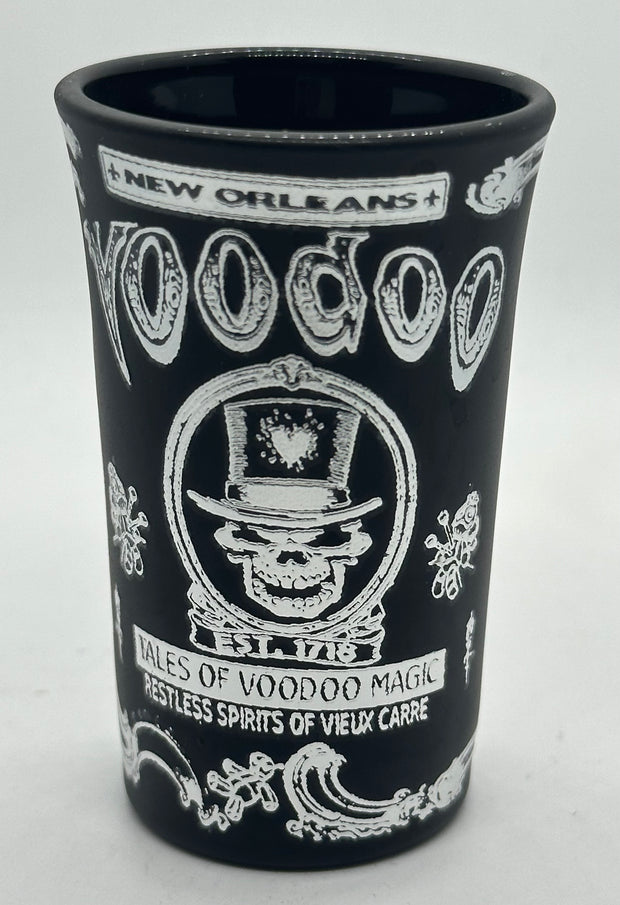 NEW ORLEANS
VOODOO
EST. 1718
TALES OF VOODOO MAGIC
RESTLESS SPIRITS OF VIEUX CARRE